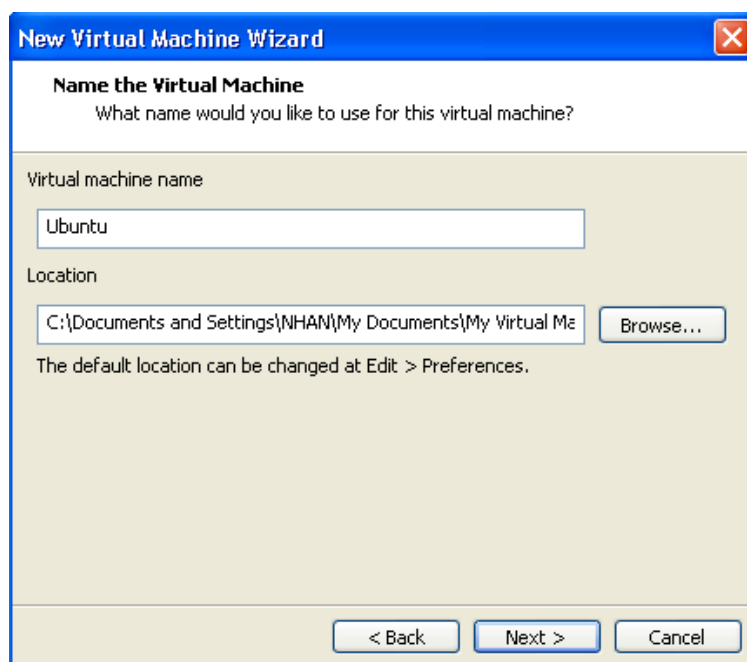 New Virtual Machine Wizard
Name the Virtual Machine
What name would you like to use for this virtual machine?
Virtual machine name
Ubuntu
Location
C:\Documents and Settings\NHAN\My Documents\My Virtual Ma
Browse...
The default location can be changed at Edit > Preferences.
< Back Next > Cancel